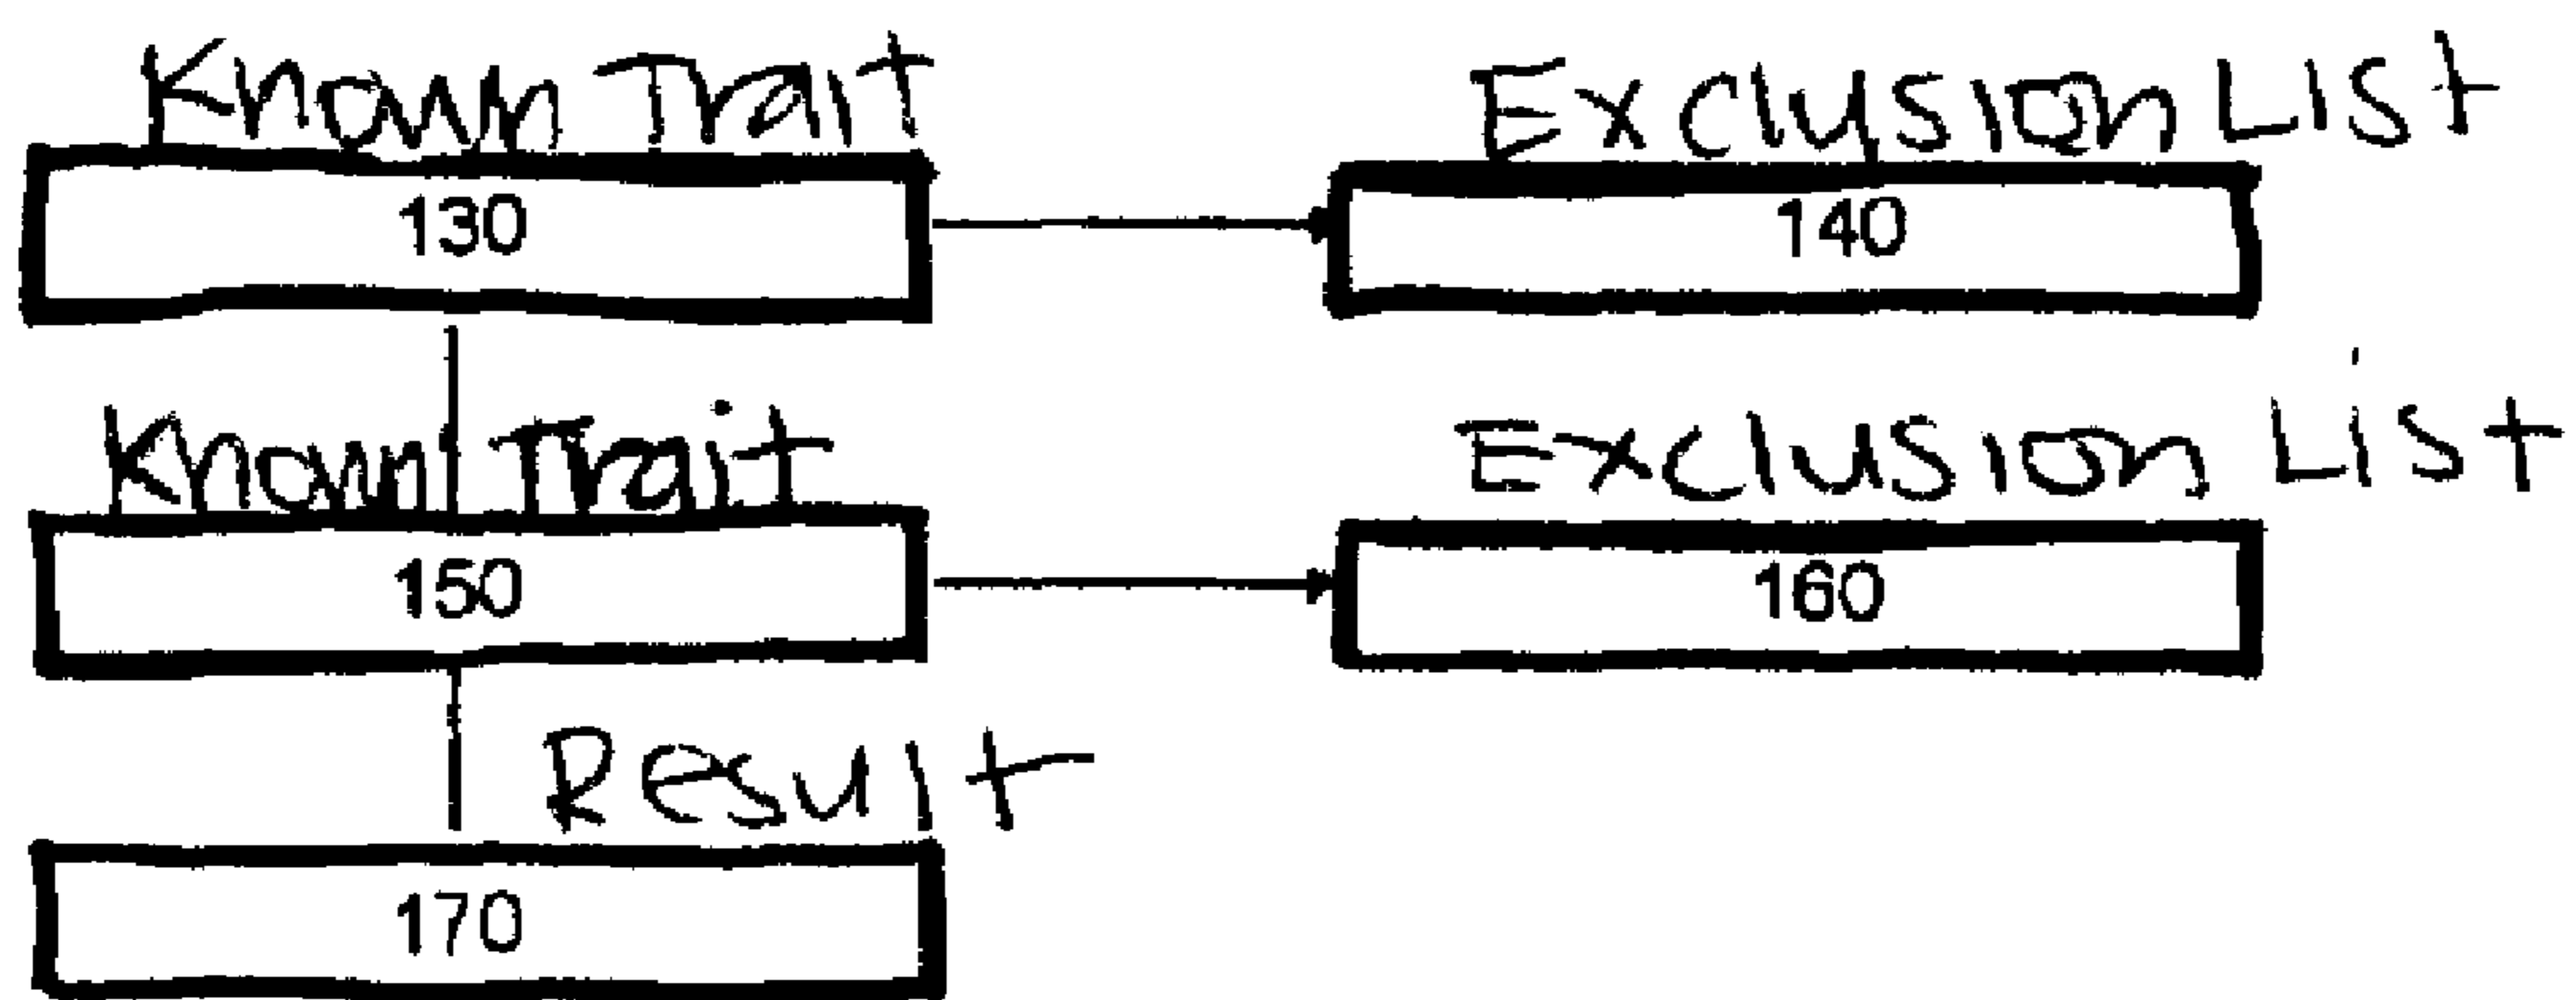 Known Trait Exclusion List
130 140
Known Trait Exclusion List
150 160
Result
170